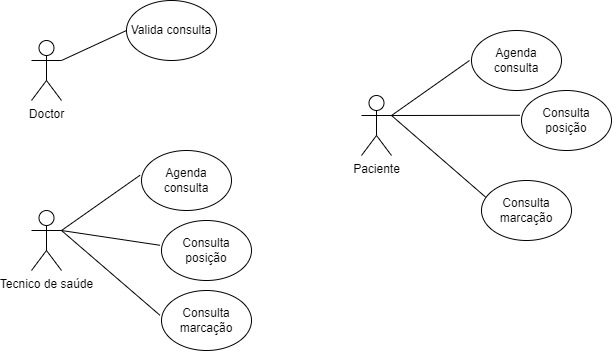 Valida consulta
Doctor
Agenda
consulta
Consulta
posição
Consulta
marcação
Tecnico de saúde
Agenda
consulta
Consulta
posição
Consulta
marcação
Paciente